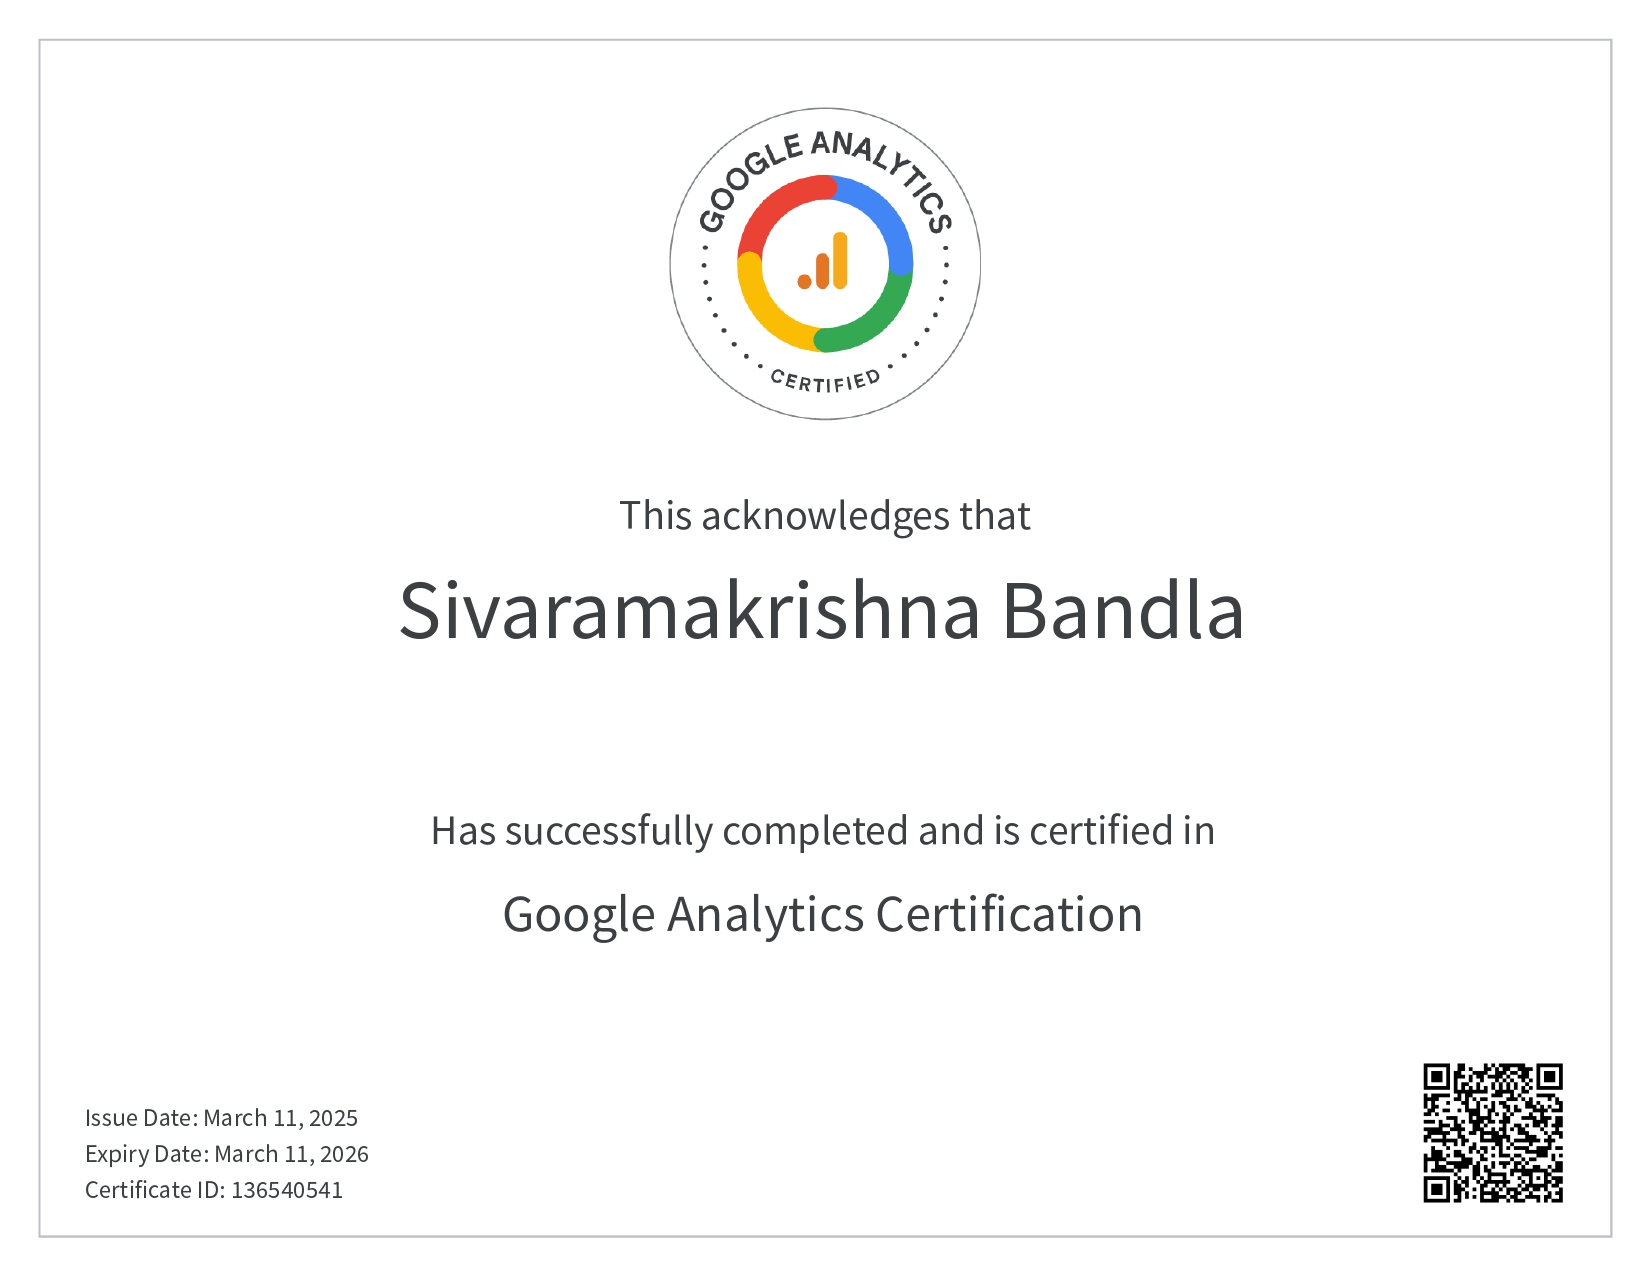 GOOGLE ANALYTICS
CERTIFIED
This acknowledges that
Sivaramakrishna Bandla
Has successfully completed and is certified in
Google Analytics Certification
Issue Date: March 11, 2025
Expiry Date: March 11, 2026
Certificate ID: 136540541